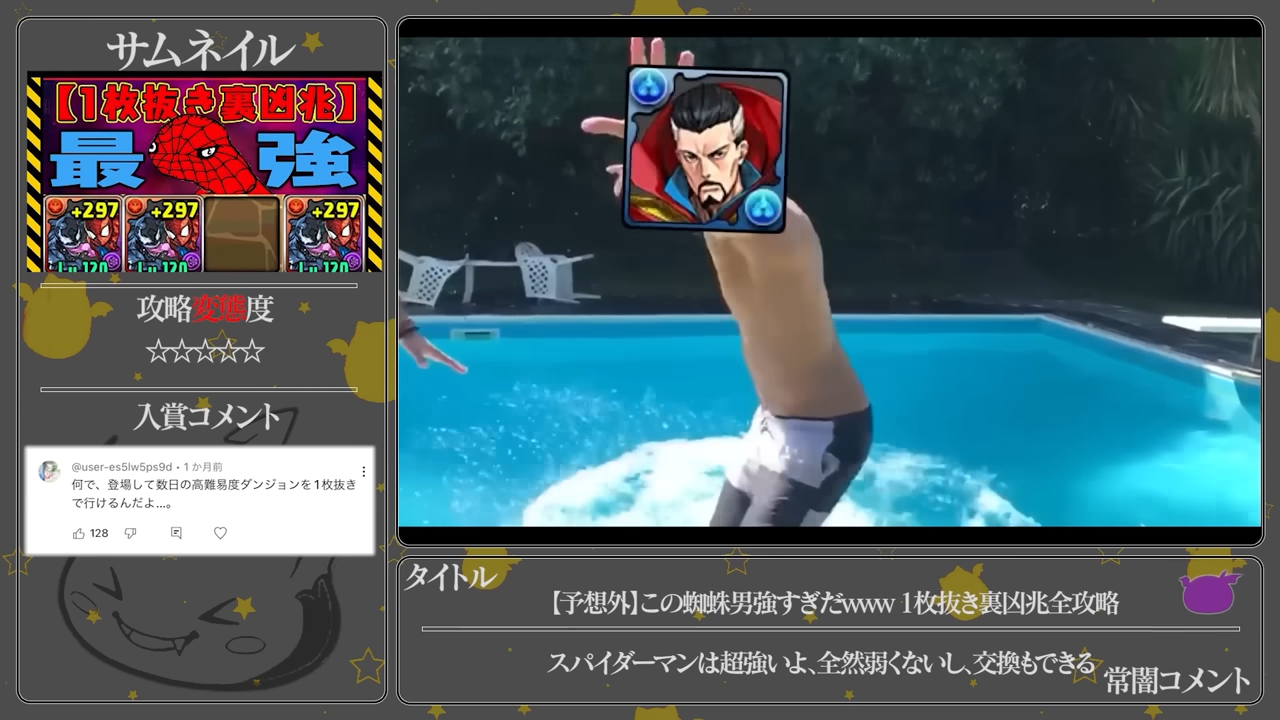 サムネイル
【1枚抜き裏凶兆】
最強
+297
+297
+297
Lv.120
Lv.120
Lv.120
攻略変態度
☆☆☆☆☆
入賞コメント
@user-es5lw5ps9d・1 か月前
何で、登場して数日の高難易度ダンジョンを1枚抜き
で行けるんだよ...。
128
タイトル
【予想外】この蜘蛛男強すぎだwww 1枚抜き裏凶兆全攻略
スパイダーマンは超強いよ、全然弱くないし、交換もできる
常闇コメント